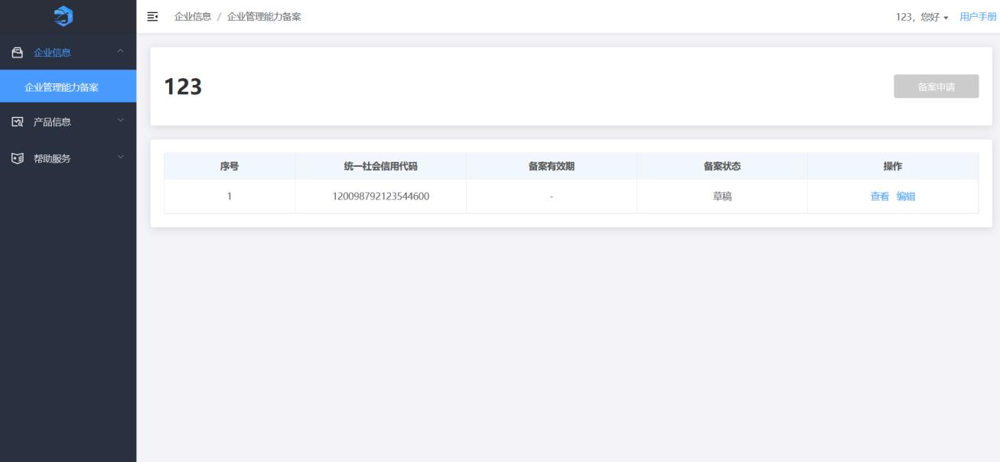 企业信息 / 企业管理能力备案
123，您好
用户手册
企业信息
企业管理能力备案
产品信息
帮助服务
123
备案申请
序号 统一社会信用代码 备案有效期 备案状态 操作
1 120098792123544600 - 草稿 查看 编辑